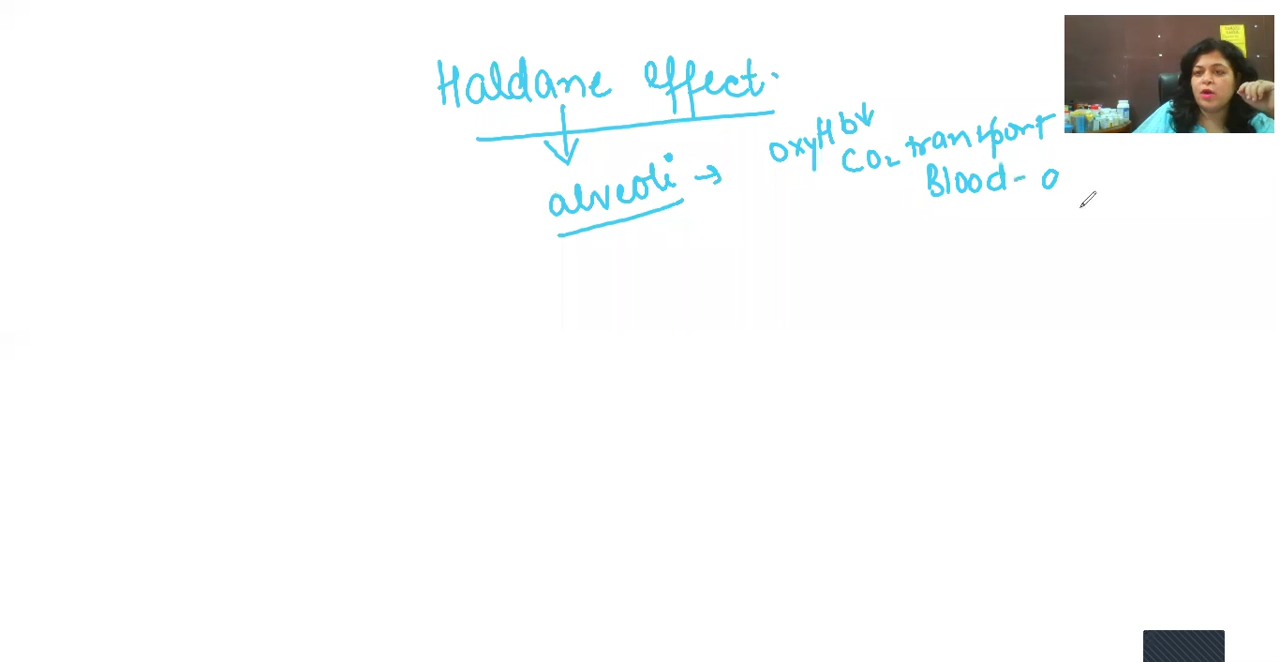 Haldane effect.
alveoli → oxyHb↓
CO₂ transport
Blood - O